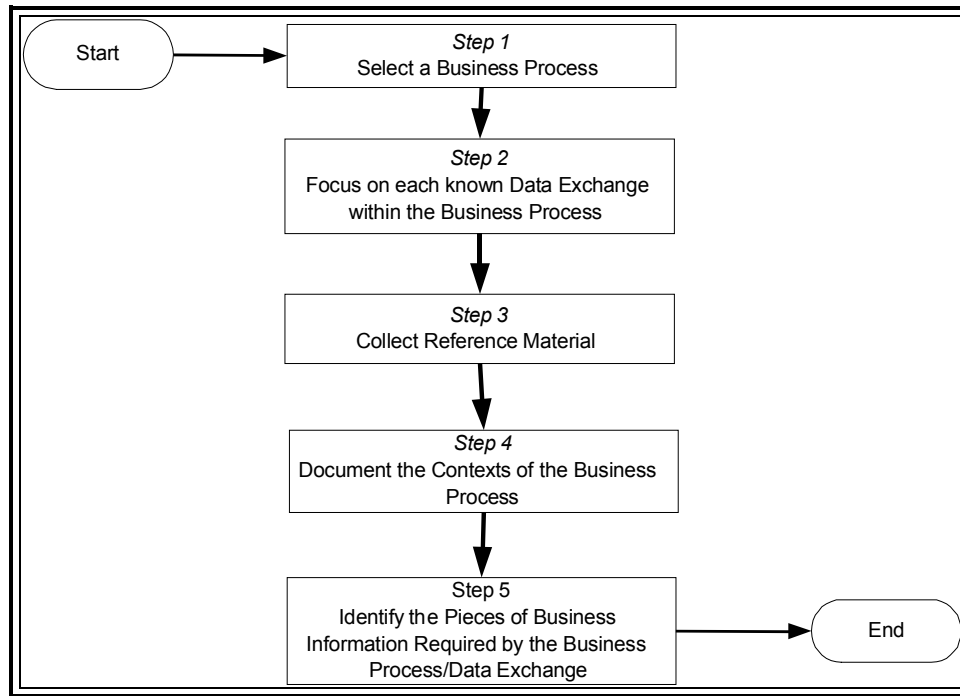 Start
Step 1
Select a Business Process
Step 2
Focus on each known Data Exchange
within the Business Process
Step 3
Collect Reference Material
Step 4
Document the Contexts of the Business
Process
Step 5
Identify the Pieces of Business
Information Required by the Business
Process/Data Exchange
End